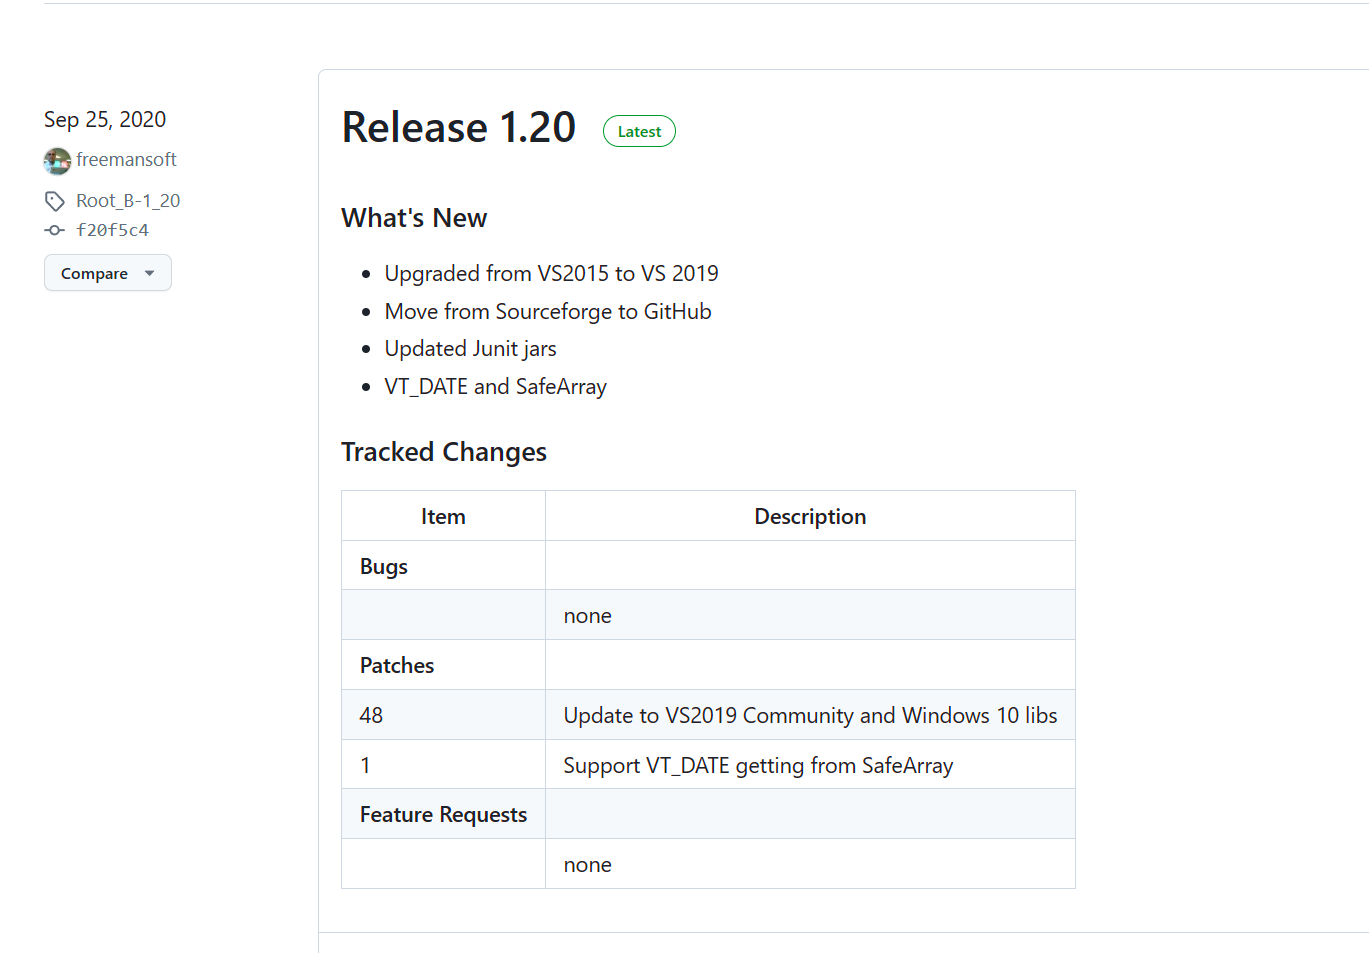 Sep 25, 2020
freemansoft
Root_B-1_20
f20f5c4
Compare
Release 1.20 Latest
What's New
Upgraded from VS2015 to VS 2019
Move from Sourceforge to GitHub
Updated Junit jars
VT_DATE and SafeArray
Tracked Changes
Item Description
Bugs
none
Patches
48 Update to VS2019 Community and Windows 10 libs
1 Support VT_DATE getting from SafeArray
Feature Requests
none